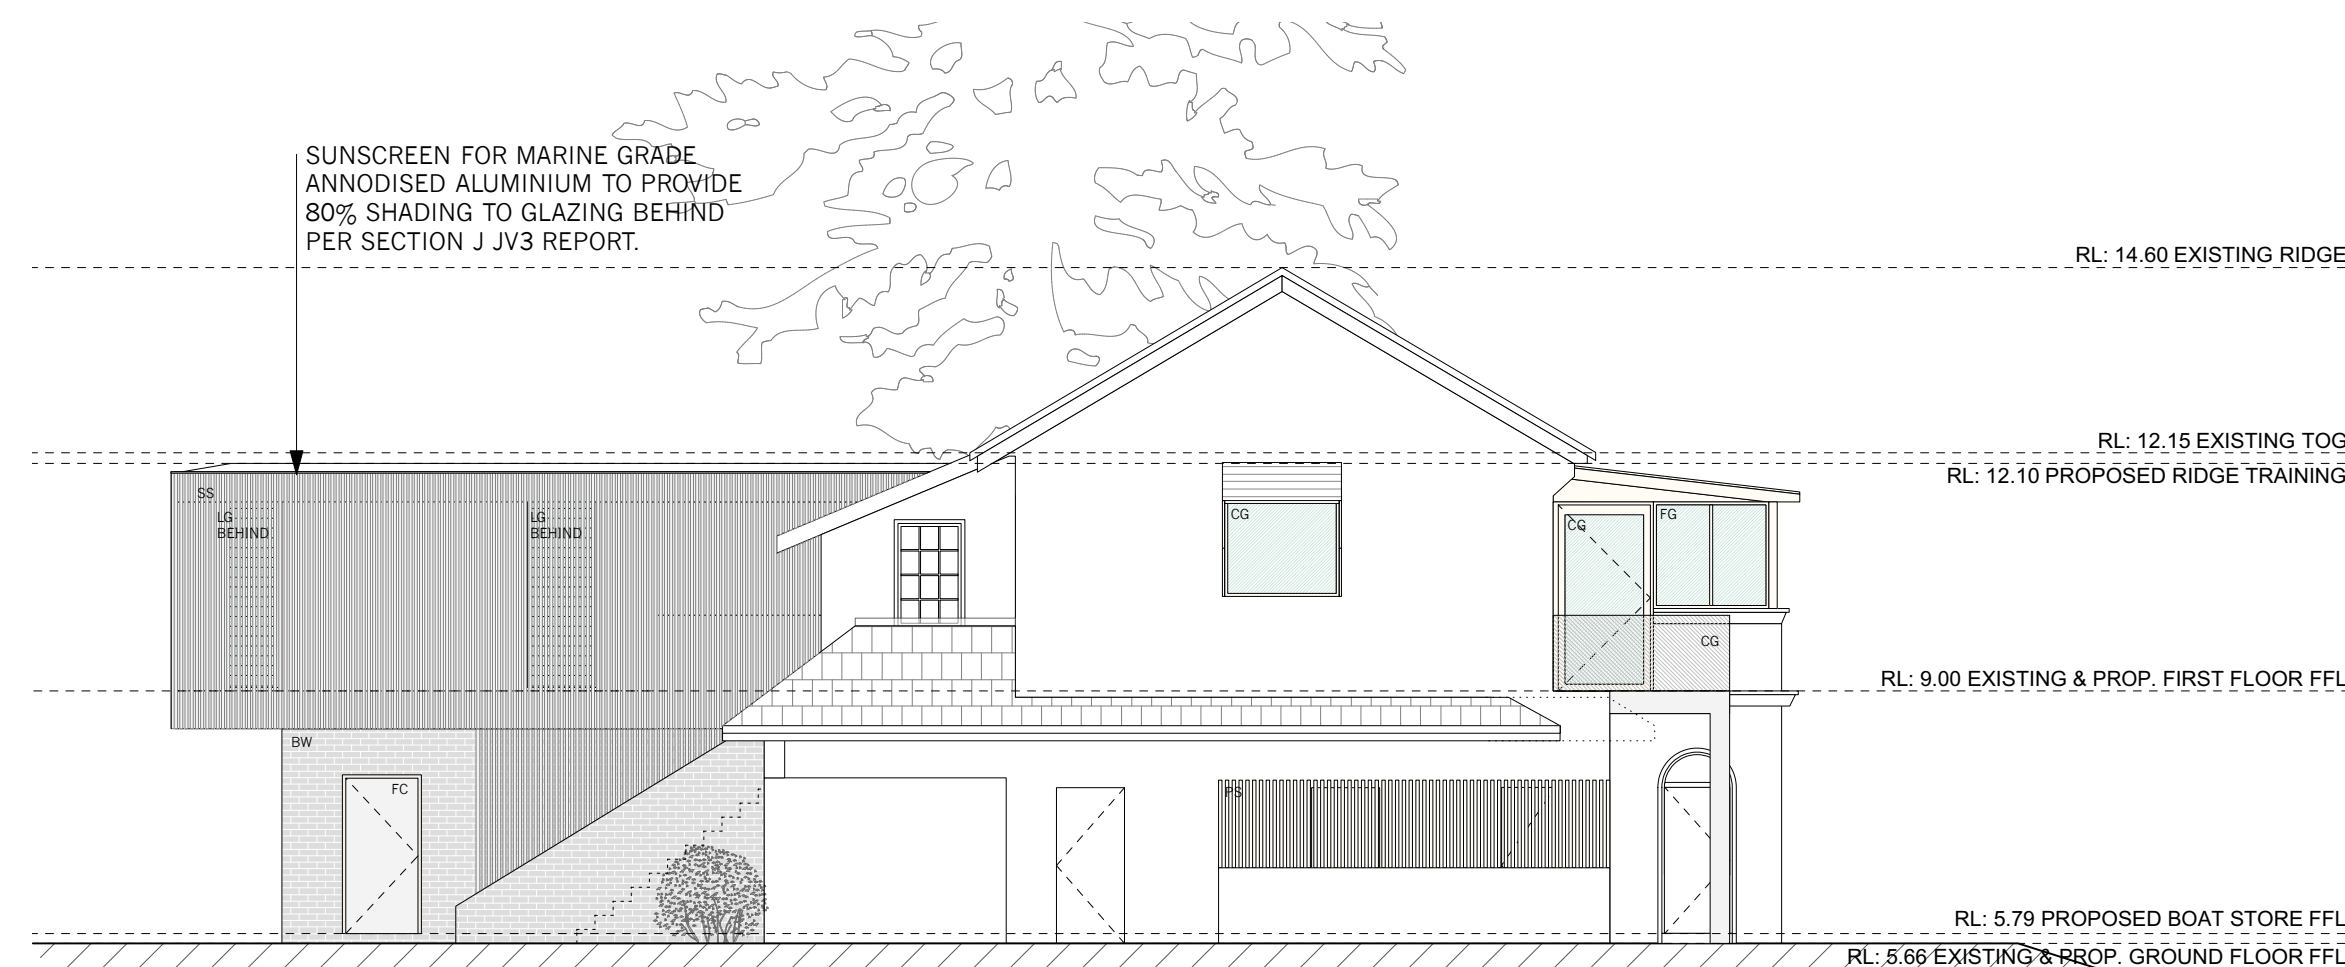 SUNSCREEN FOR MARINE GRADE
ANNODISED ALUMINIUM TO PROVIDE
80% SHADING TO GLAZING BEHIND
PER SECTION J JV3 REPORT.
RL: 14.60 EXISTING RIDGE
RL: 12.15 EXISTING TOG
RL: 12.10 PROPOSED RIDGE TRAINING
SS
LG
BEHIND
LG
BEHIND
CG
CG
FG
CG
RL: 9.00 EXISTING & PROP. FIRST FLOOR FFL
BW
FC
PS
RL: 5.79 PROPOSED BOAT STORE FFL
RL: 5.66 EXISTING & PROP. GROUND FLOOR FFL